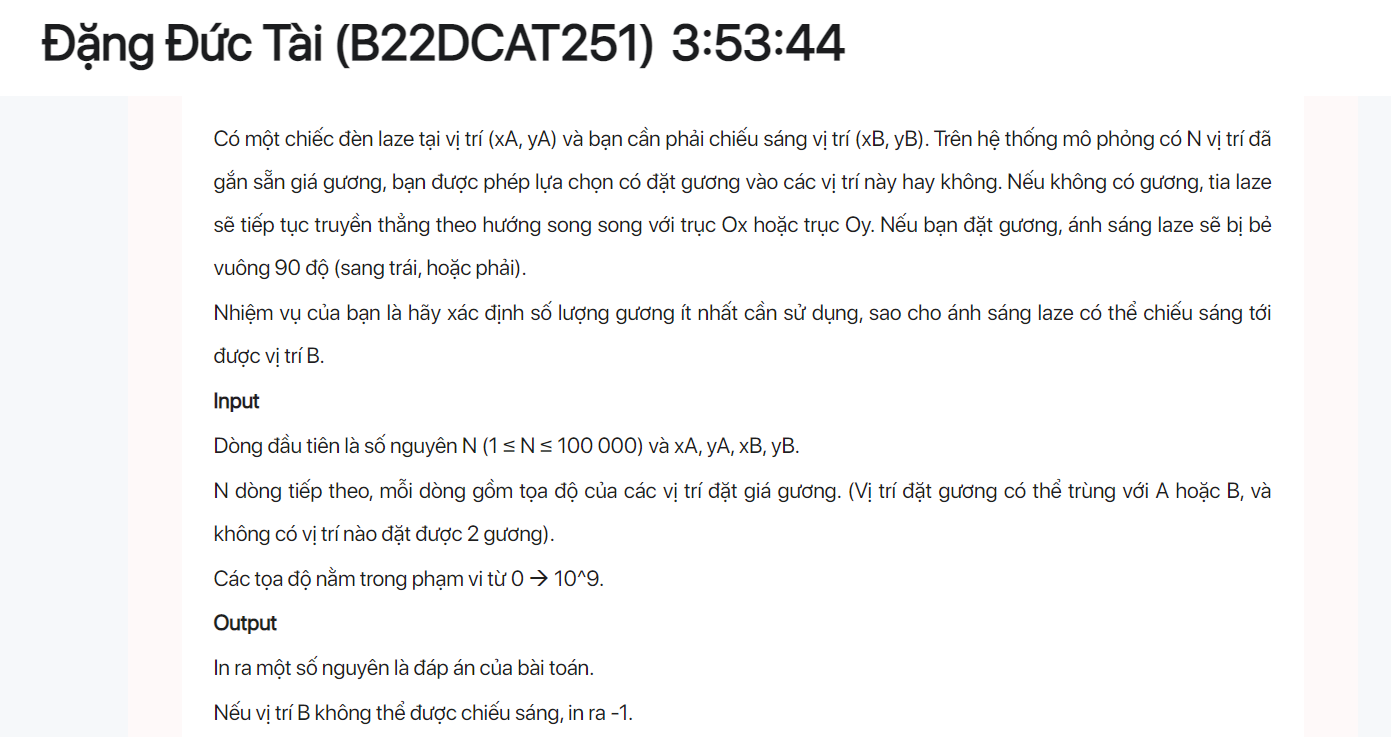 Đặng Đức Tài (B22DCAT251) 3:53:44
Có một chiếc đèn laze tại vị trí (xA, yA) và bạn cần phải chiếu sáng vị trí (xB, yB). Trên hệ thống mô phỏng có N vị trí đã
gắn sẵn giá gương, bạn được phép lựa chọn có đặt gương vào các vị trí này hay không. Nếu không có gương, tia laze
sẽ tiếp tục truyền thẳng theo hướng song song với trục Ox hoặc trục Oy. Nếu bạn đặt gương, ánh sáng laze sẽ bị bẻ
vuông 90 độ (sang trái, hoặc phải).
Nhiệm vụ của bạn là hãy xác định số lượng gương ít nhất cần sử dụng, sao cho ánh sáng laze có thể chiếu sáng tới
được vị trí B.
Input
Dòng đầu tiên là số nguyên N (1 ≤ N ≤ 100 000) và xA, yA, xB, yB.
N dòng tiếp theo, mỗi dòng gồm tọa độ của các vị trí đặt giá gương. (Vị trí đặt gương có thể trùng với A hoặc B, và
không có vị trí nào đặt được 2 gương).
Các tọa độ nằm trong phạm vi từ 0 → 10^9.
Output
In ra một số nguyên là đáp án của bài toán.
Nếu vị trí B không thể được chiếu sáng, in ra -1.